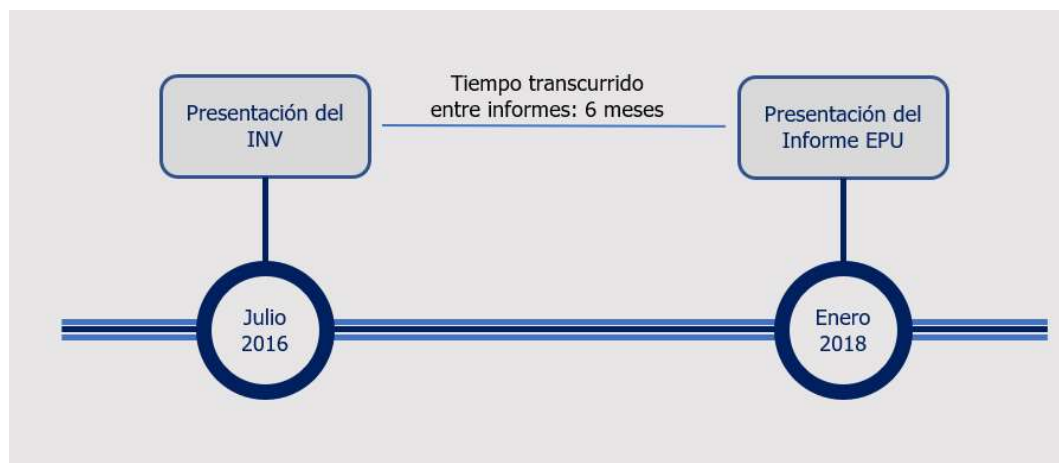 Tiempo transcurrido
entre informes: 6 meses
Presentación del
INV
Presentación del
Informe EPU
Julio
2016
Enero
2018